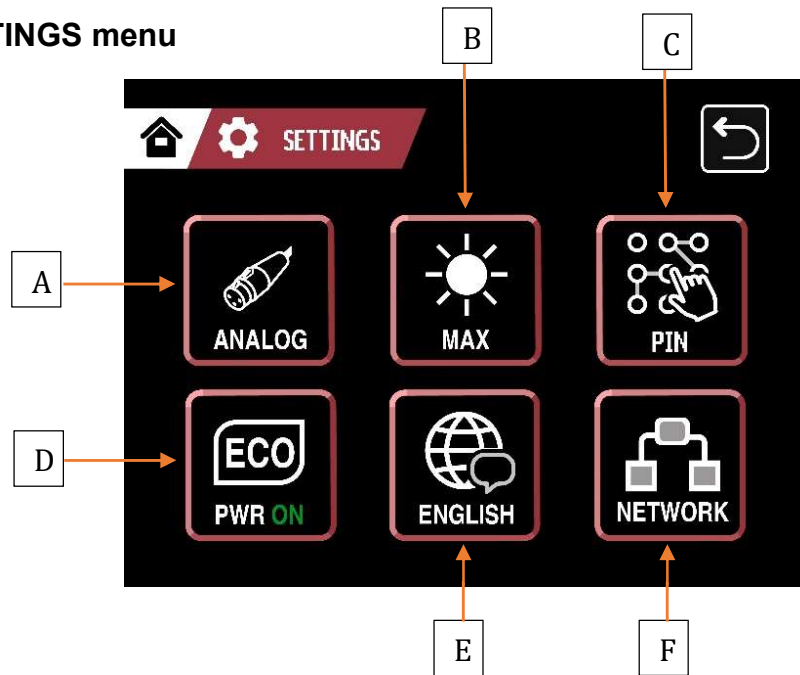 TINGS menu
B
C
SETTINGS
A
ANALOG
MAX
PIN
D
ECO
PWR ON
ENGLISH
NETWORK
E
F